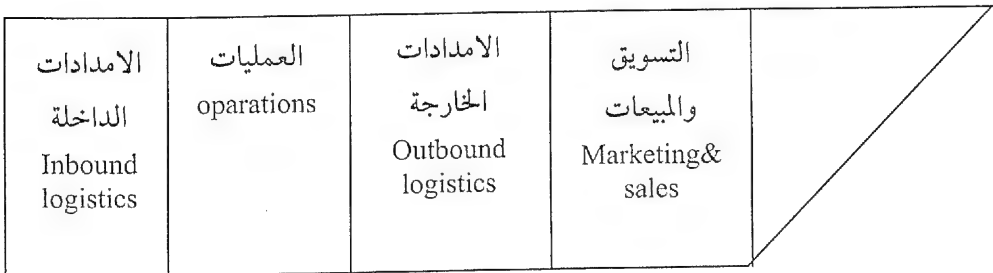 الامدادات
الداخلة
Inbound
logistics
العمليات
oparations
الامدادات
الخارجة
Outbound
logistics
التسويق
والمبيعات
Marketing&
sales